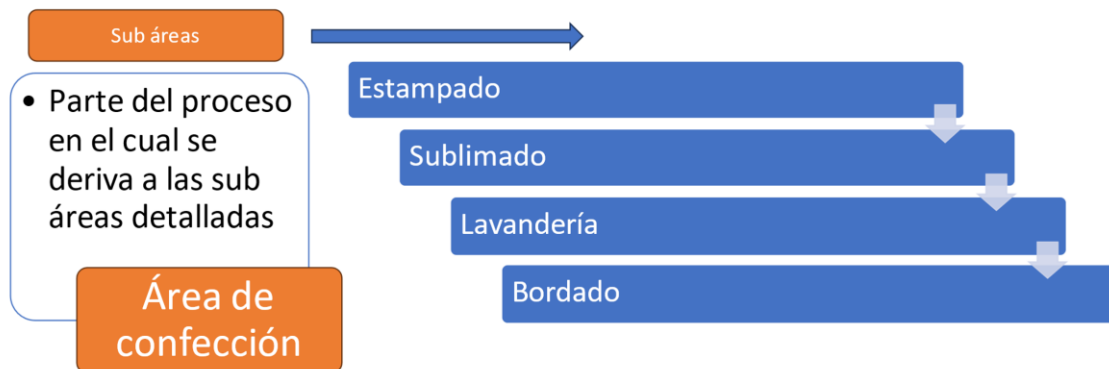 Sub áreas
• Parte del proceso
en el cual se
deriva a las sub
áreas detalladas
Área de
confección
Estampado
Sublimado
Lavandería
Bordado